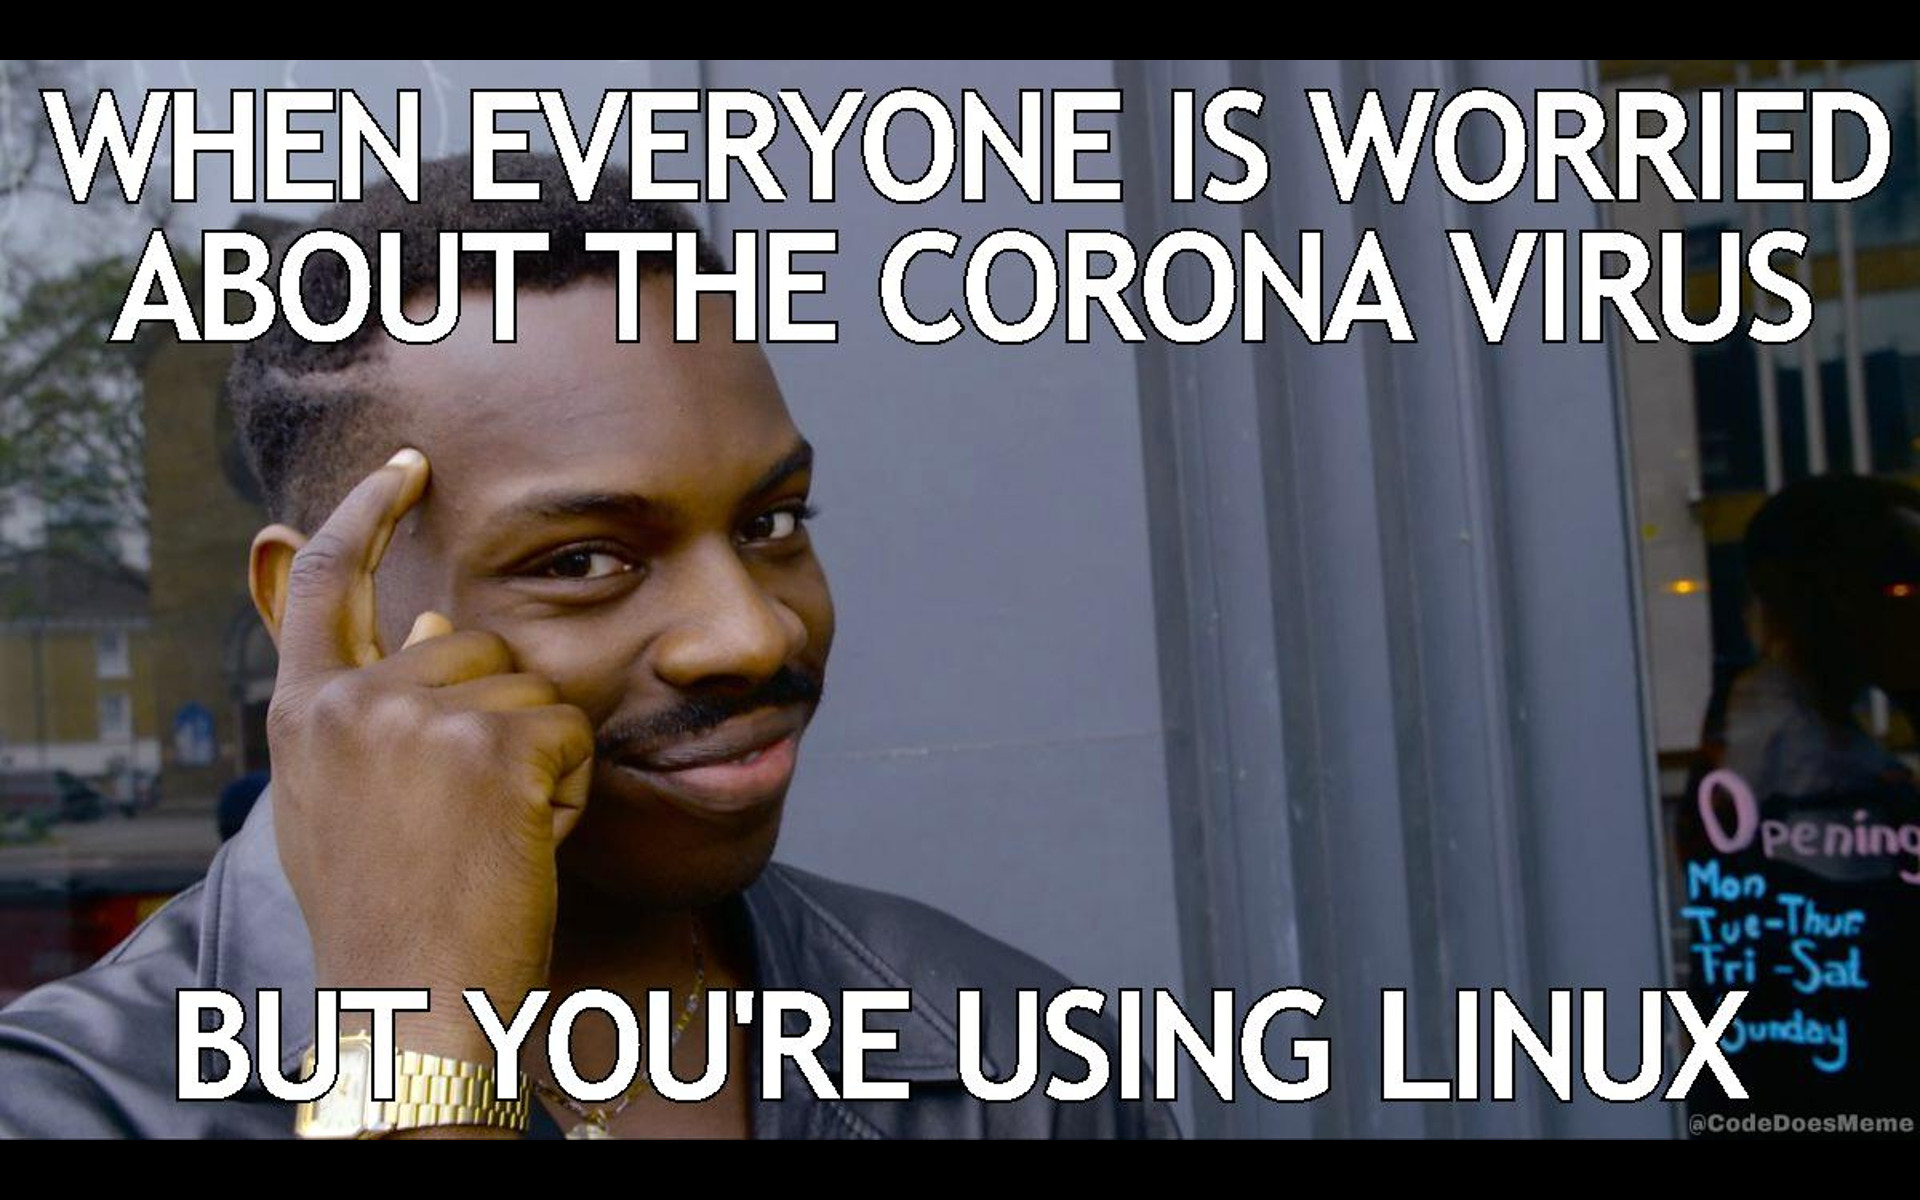 WHEN EVERYONE IS WORRIED
ABOUT THE CORONA VIRUS
Opening
Mon
Tue-Thur
Fri-Sat
Sunday
BUT YOU'RE USING LINUX
@CodeDoesMeme